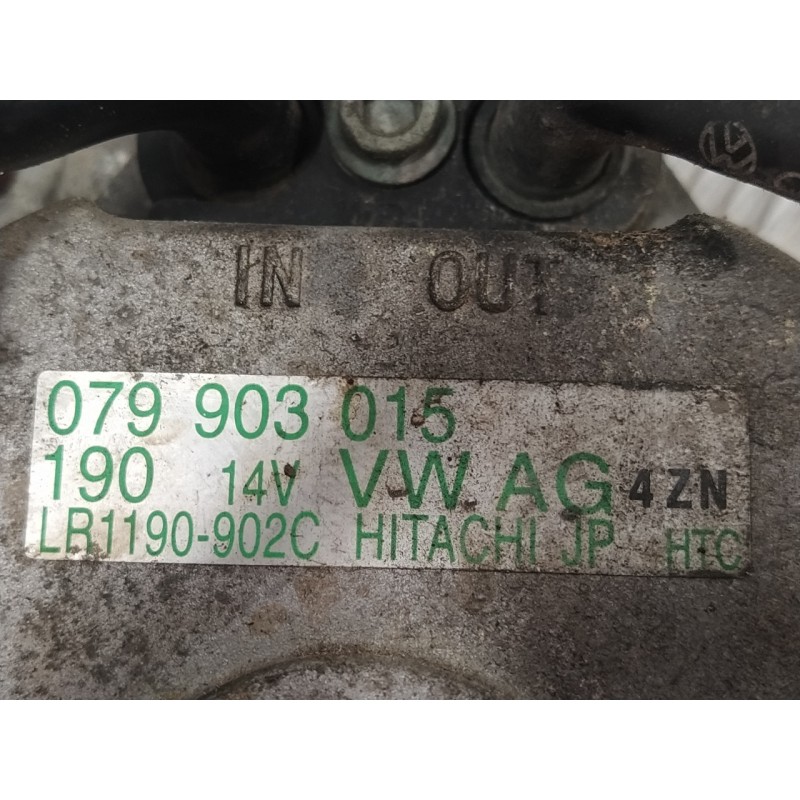 IN OUT
079 903 015
190 14V VW AG 4ZN
LR1190-902C HITACHI JP HTC